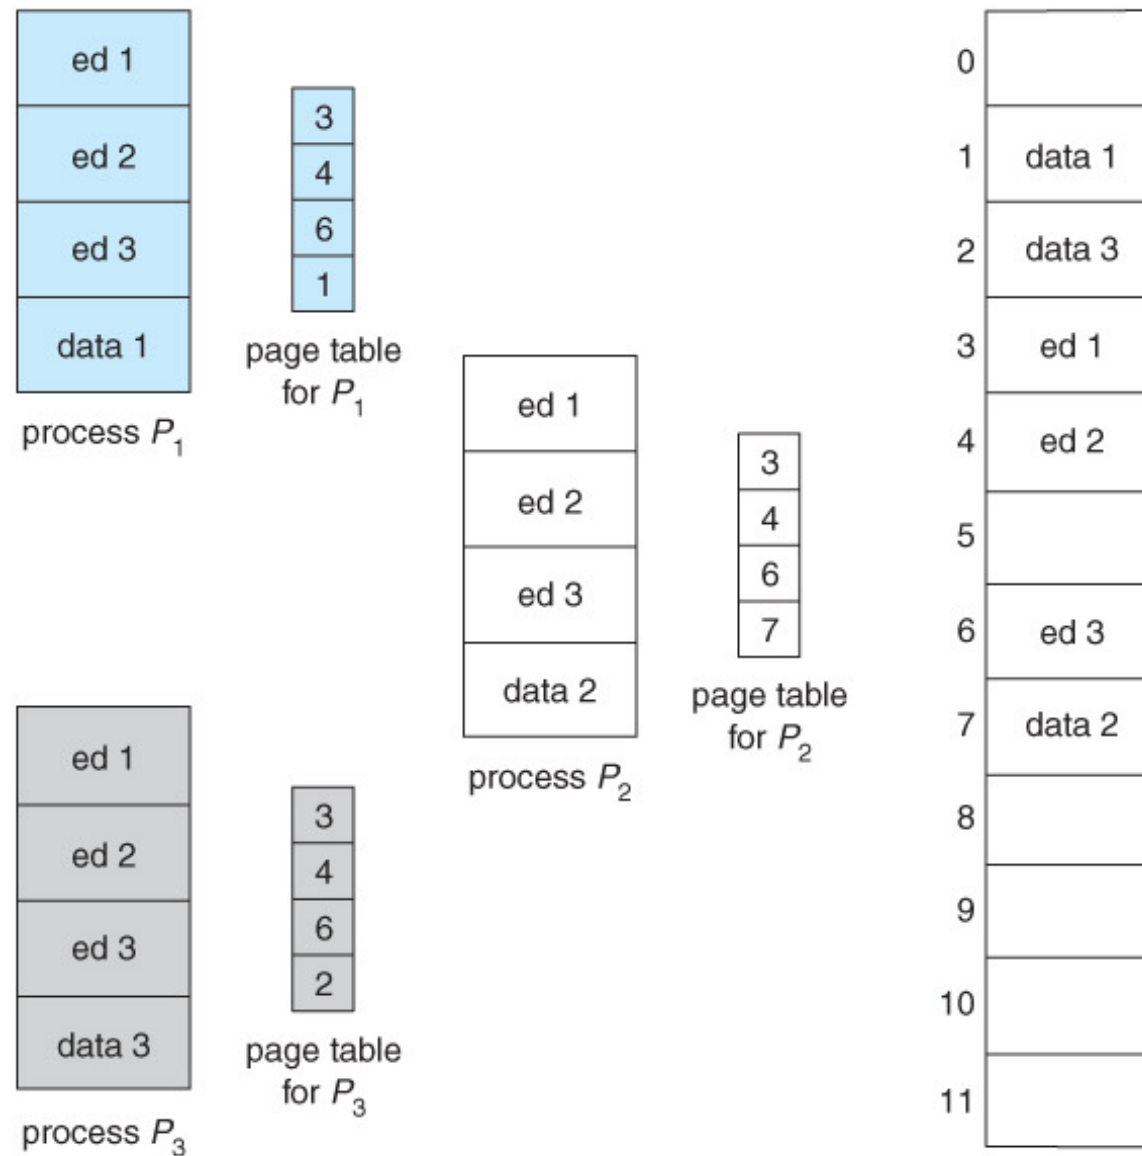 ed 1
ed 2
ed 3
data 1
process P1
3
4
6
1
page table
for P1
ed 1
ed 2
ed 3
data 2
process P2
3
4
6
7
page table
for P2
ed 1
ed 2
ed 3
data 3
process P3
3
4
6
2
page table
for P3
0
1 data 1
2 data 3
3 ed 1
4 ed 2
5
6 ed 3
7 data 2
8
9
10
11